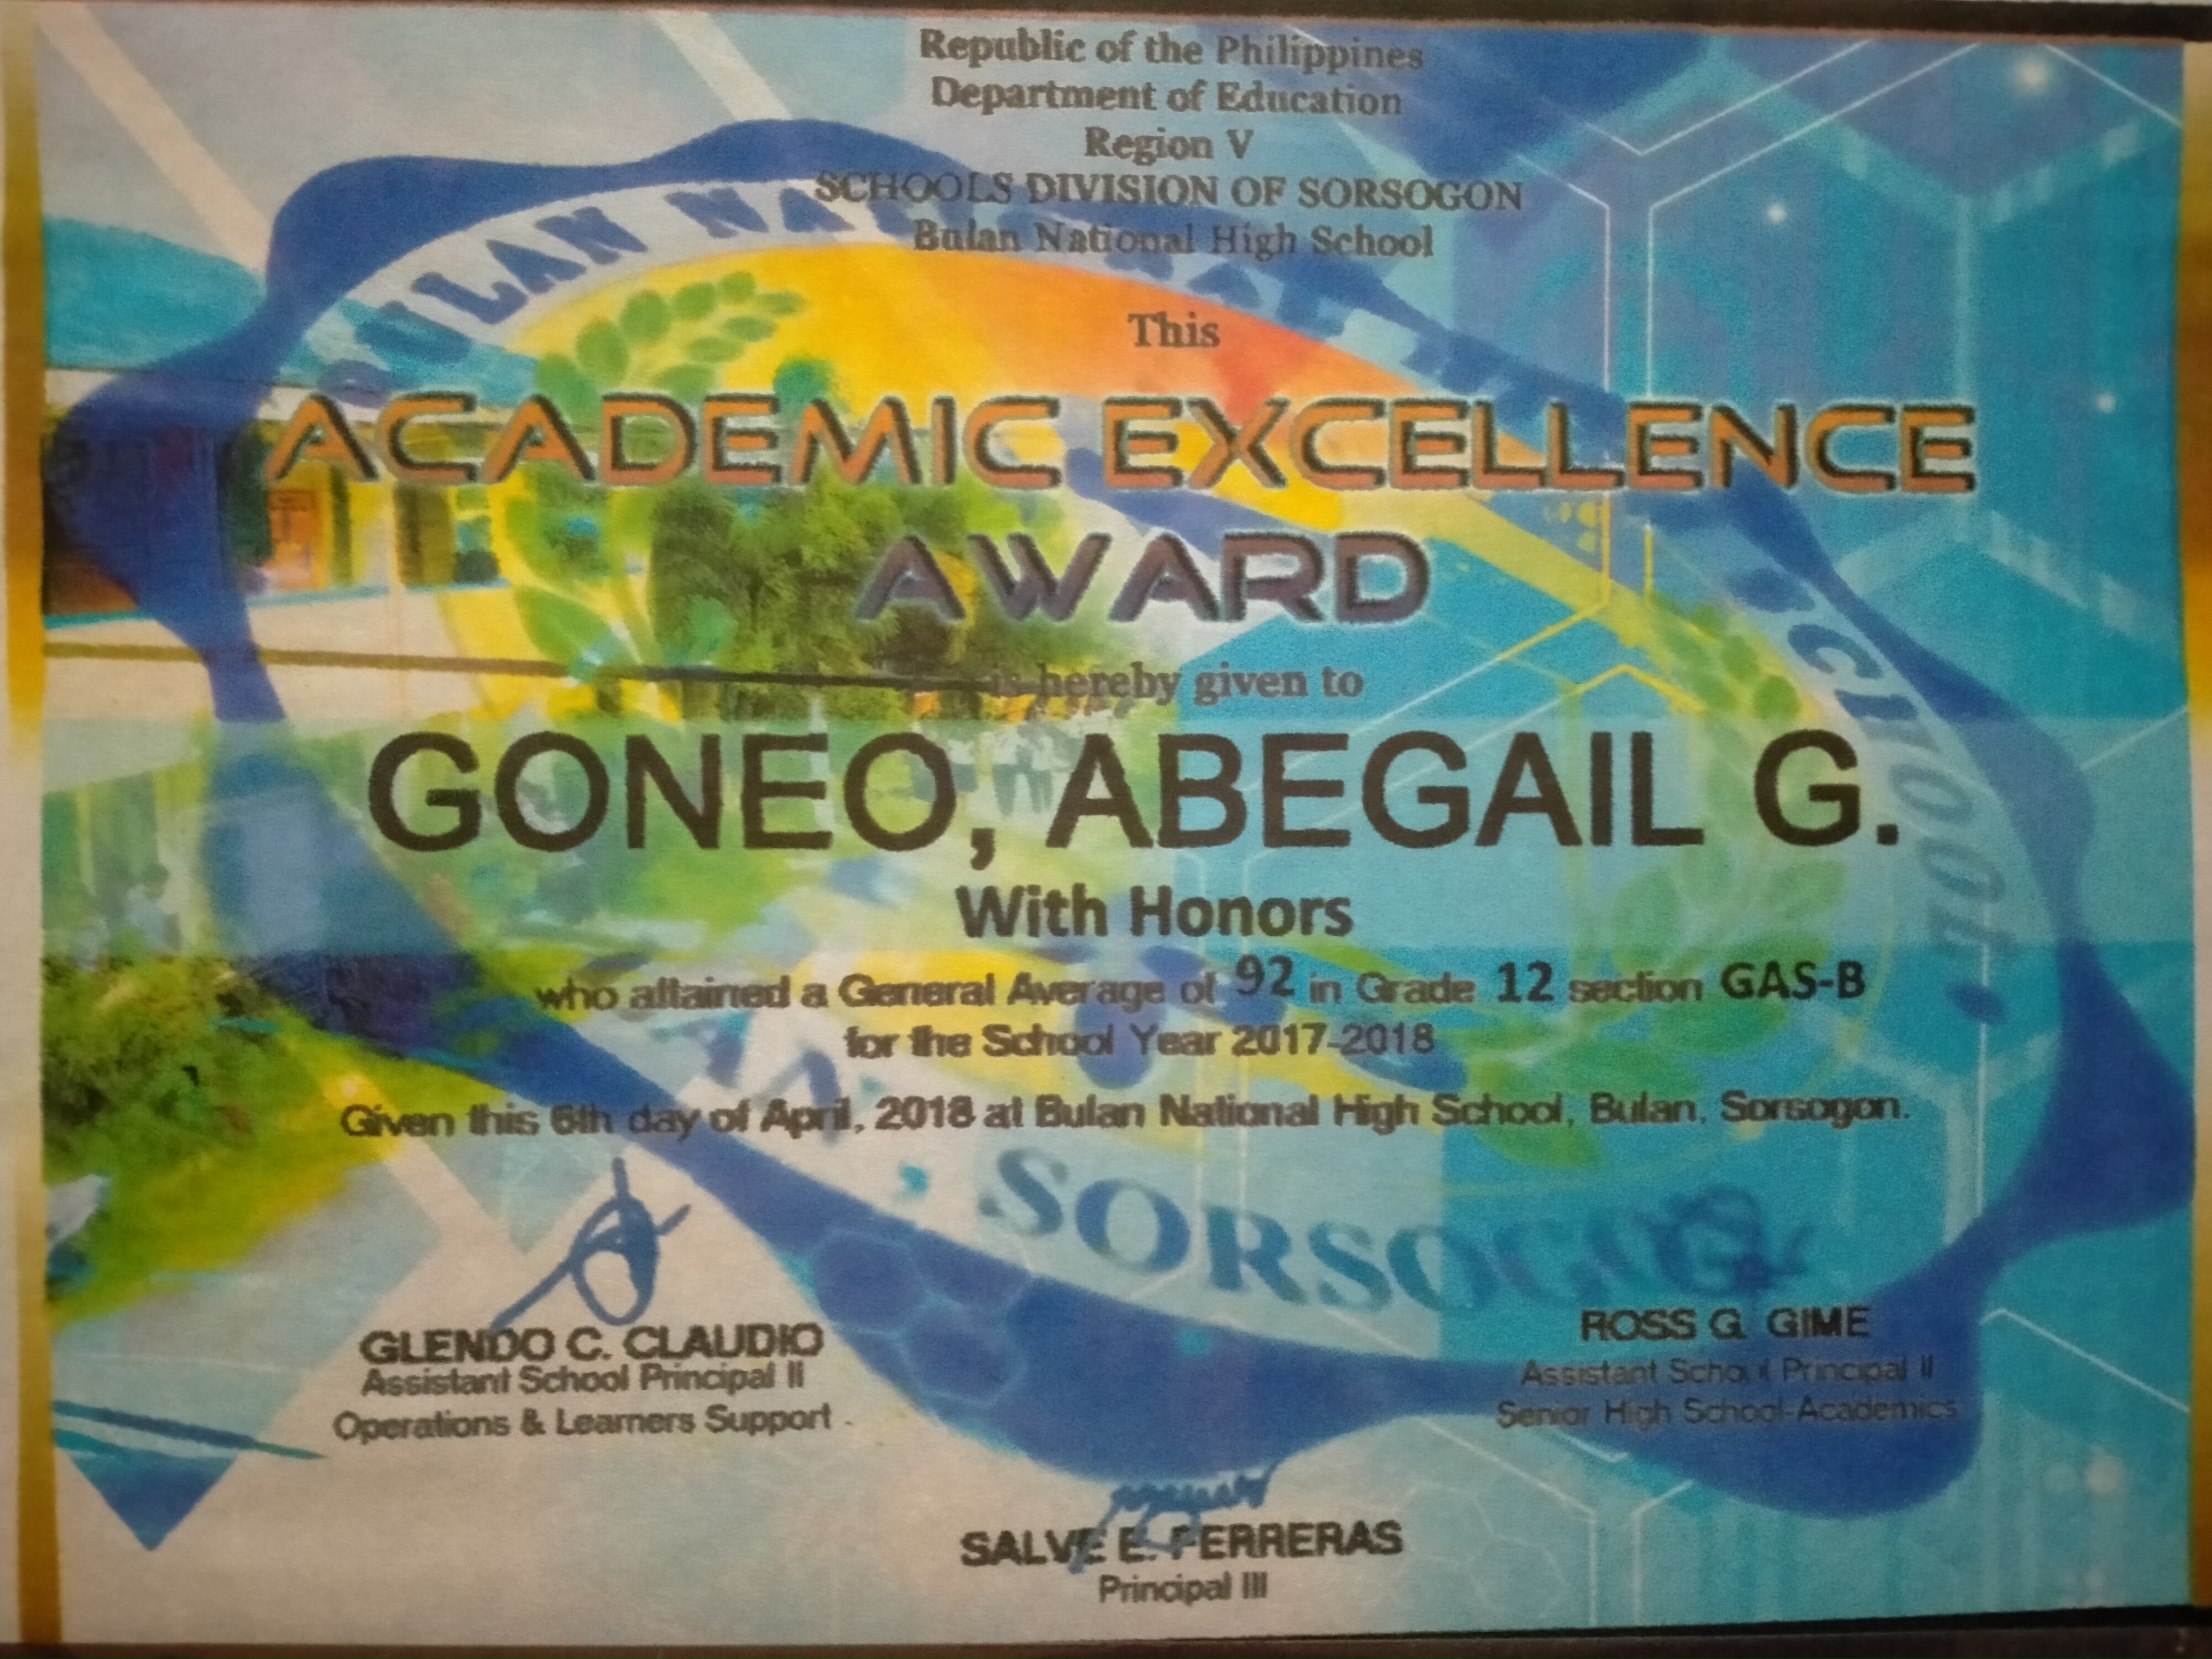 Republic of the Philippines
Department of Education
Region V
SCHOOLS DIVISION OF SORSOGON
Bulan National High School
This
ACADEMIC EXCELLENCE
AWARD
is hereby given to
GONEO, ABEGAIL G.
With Honors
who attained a General Average of 92 in Grade 12 section GAS-B
for the School Year 2017-2018
Given this 6th day of April, 2018 at Bulan National High School, Bulan, Sorsogon.
SORSOGON
GLENDO C. CLAUDIO
Assistant School Principal II
Operations & Learners Support
ROSS G. GIME
Assistant School Principal II
Senior High School-Academics
SALVE E. FERRERAS
Principal III